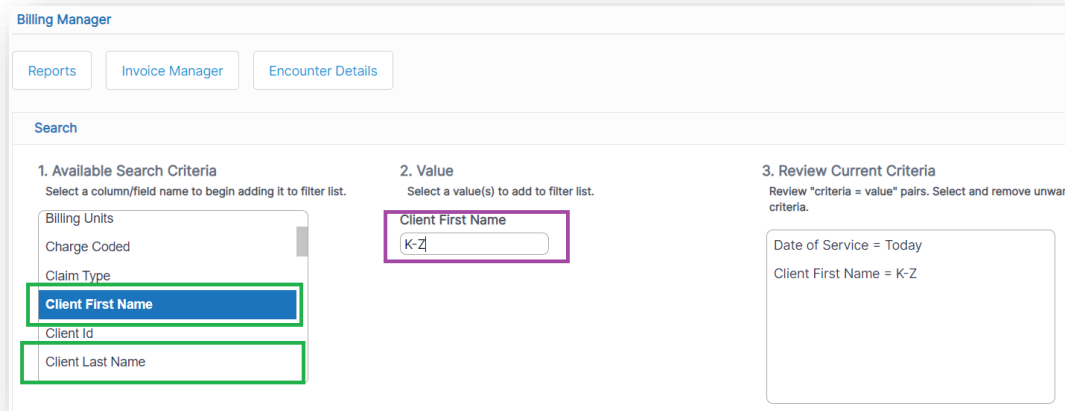 Billing Manager
Reports
Invoice Manager
Encounter Details
Search
1. Available Search Criteria
Select a column/field name to begin adding it to filter list.
Billing Units
Charge Coded
Claim Type
Client First Name
Client Id
Client Last Name
2. Value
Select a value(s) to add to filter list.
Client First Name
K-Z
3. Review Current Criteria
Review "criteria = value" pairs. Select and remove
criteria.
Date of Service = Today
Client First Name = K-Z